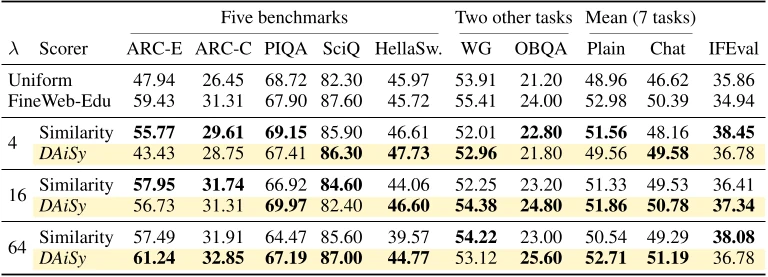 Five benchmarks Two other tasks Mean (7 tasks)
λ Scorer ARC-E ARC-C PIQA SciQ HellaSw. WG OBQA Plain Chat IFEval
Uniform 47.94 26.45 68.72 82.30 45.97 53.91 21.20 48.96 46.62 35.86
FineWeb-Edu 59.43 31.31 67.90 87.60 45.72 55.41 24.00 52.98 50.39 34.94
4 Similarity 55.77 29.61 69.15 85.90 46.61 52.01 22.80 51.56 48.16 38.45
DAiSy 43.43 28.75 67.41 86.30 47.73 52.96 21.80 49.56 49.58 36.78
16 Similarity 57.95 31.74 66.92 84.60 44.06 52.25 23.20 51.33 49.53 36.41
DAiSy 56.73 31.31 69.97 82.40 46.60 54.38 24.80 51.86 50.78 37.34
64 Similarity 57.49 31.91 64.47 85.60 39.57 54.22 23.00 50.54 49.29 38.08
DAiSy 61.24 32.85 67.19 87.00 44.77 53.12 25.60 52.71 51.19 36.78